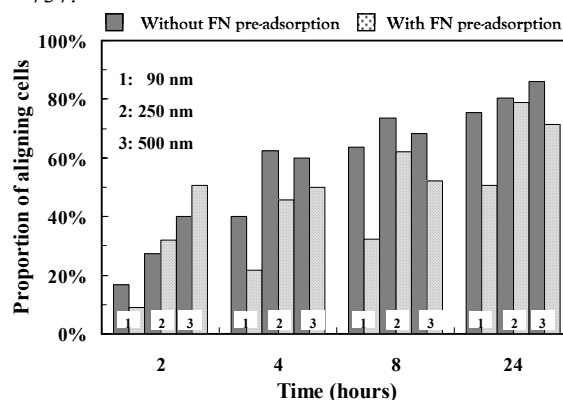 Without FN pre-adsorption With FN pre-adsorption
100%
80%
60%
40%
20%
0%
Proportion of aligning cells
1: 90 nm
2: 250 nm
3: 500 nm
1 2 3 1 2 3 1 2 3 1 2 3
2 4 8 24
Time (hours)